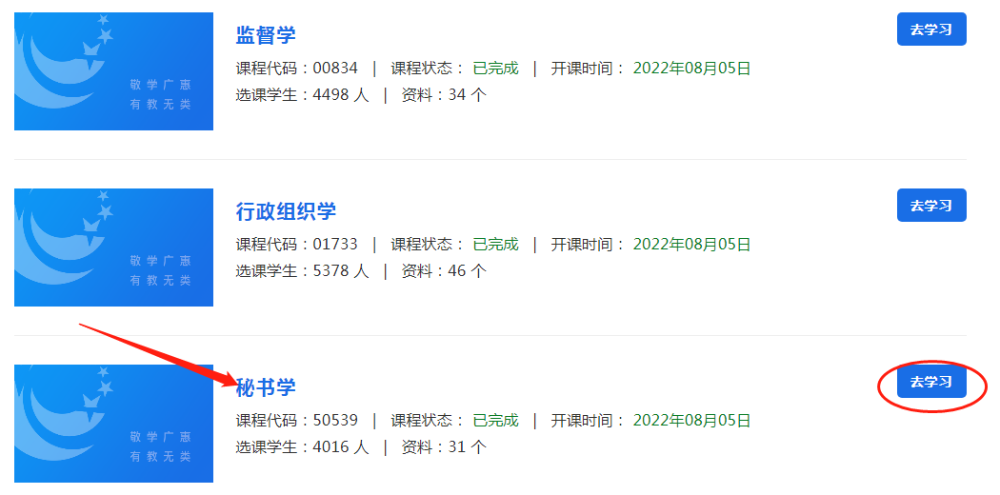 敬学广惠
有教无类
监督学
去学习
课程代码：00834 | 课程状态： 已完成 | 开课时间： 2022年08月05日
选课学生：4498 人 | 资料：34 个
敬学广惠
有教无类
行政组织学
去学习
课程代码：01733 | 课程状态： 已完成 | 开课时间： 2022年08月05日
选课学生：5378 人 | 资料：46 个
敬学广惠
有教无类
秘书学
去学习
课程代码：50539 | 课程状态： 已完成 | 开课时间： 2022年08月05日
选课学生：4016 人 | 资料：31 个